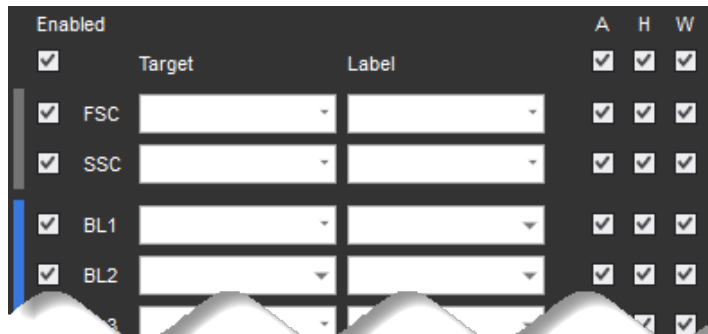 Enabled A H W
Target Label
FSC
SSC
BL1
BL2